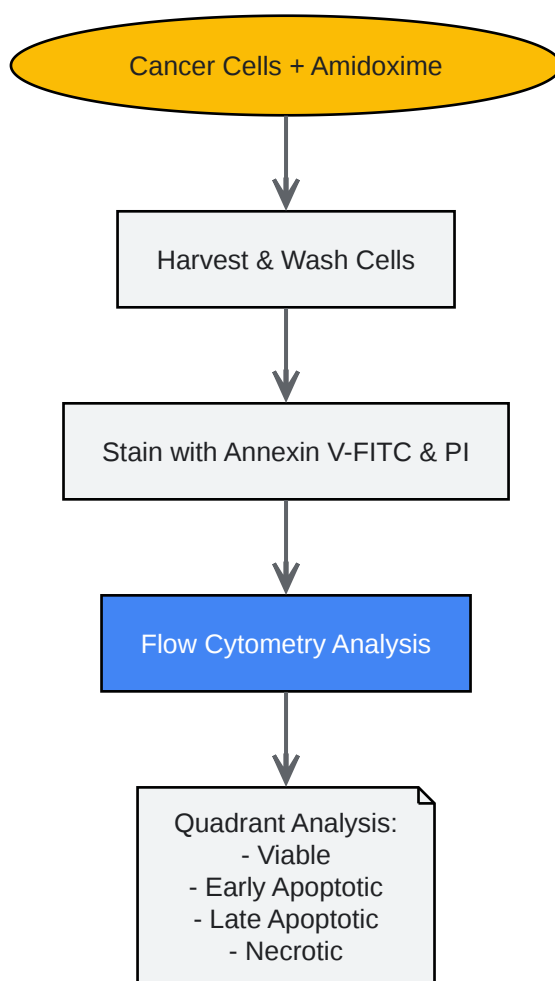 Cancer Cells + Amidoxime
Harvest & Wash Cells
Stain with Annexin V-FITC & PI
Flow Cytometry Analysis
Quadrant Analysis:
- Viable
- Early Apoptotic
- Late Apoptotic
- Necrotic